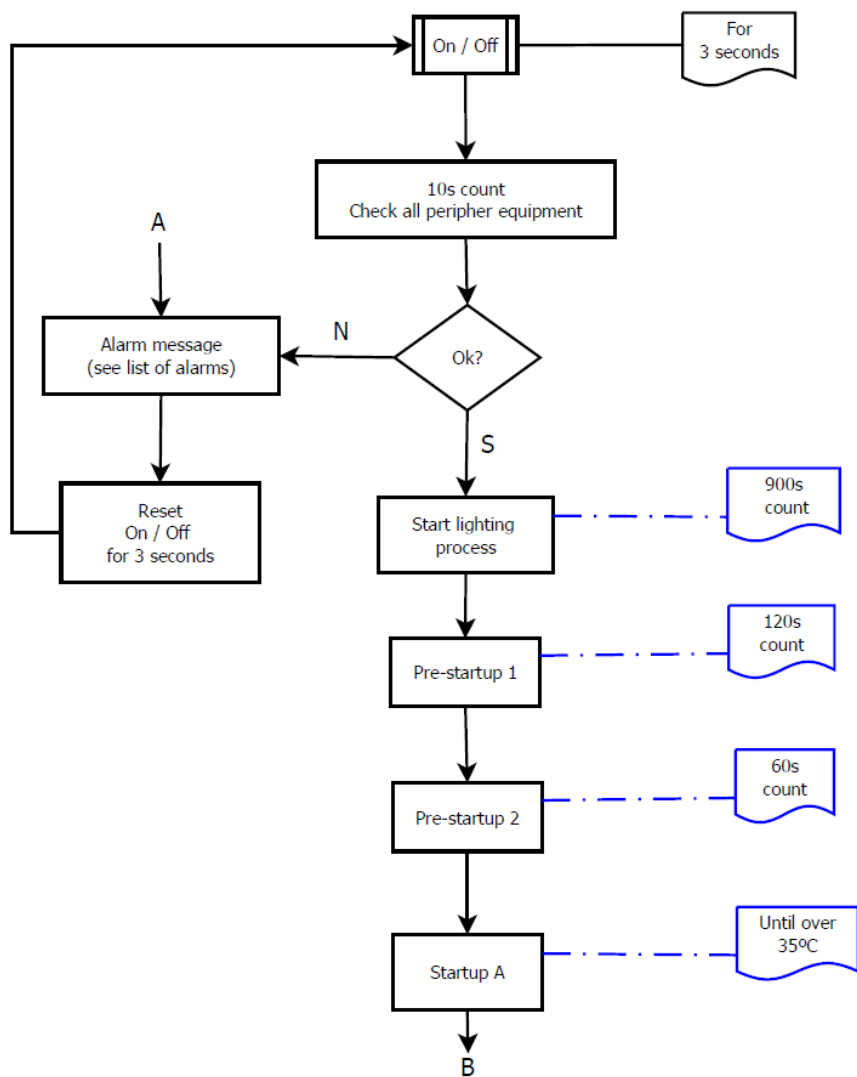 On / Off
For
3 seconds
10s count
Check all peripher equipment
A
Alarm message
(see list of alarms)
N
Ok?
S
Reset
On / Off
for 3 seconds
Start lighting
process
900s
count
Pre-startup 1
120s
count
Pre-startup 2
60s
count
Startup A
Until over
35ºC
B